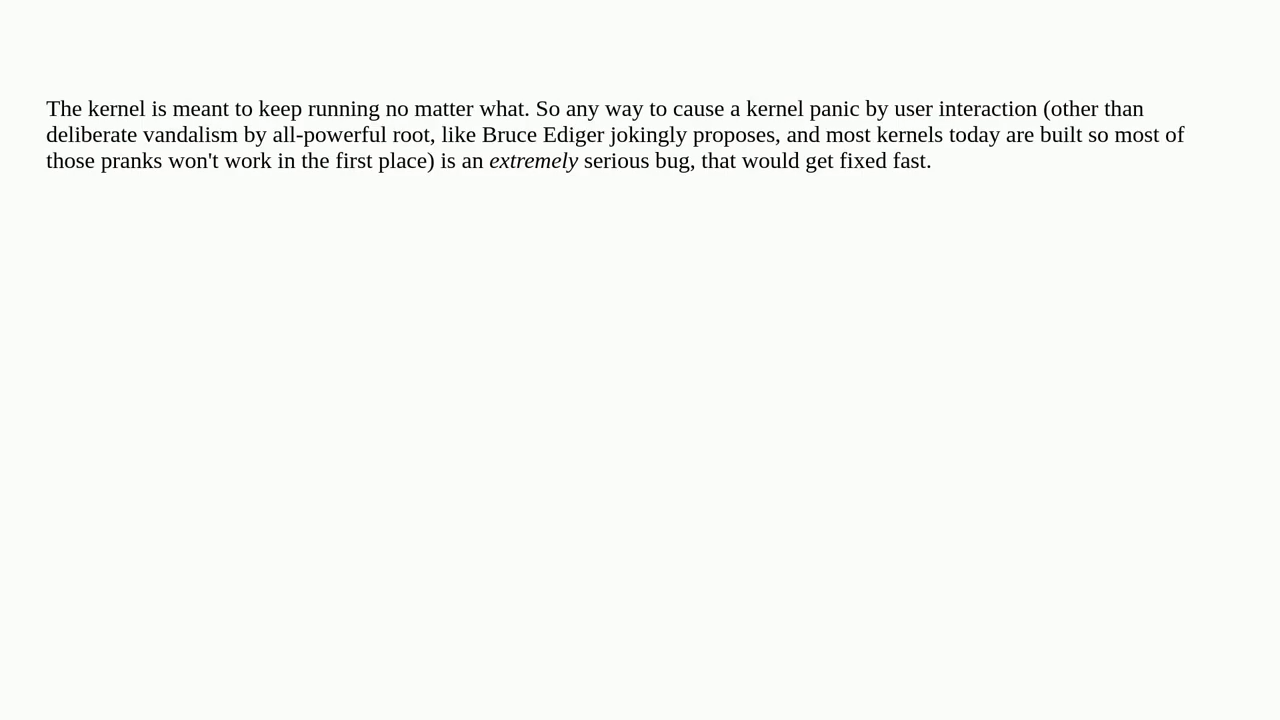 The kernel is meant to keep running no matter what. So any way to cause a kernel panic by user interaction (other than
deliberate vandalism by all-powerful root, like Bruce Ediger jokingly proposes, and most kernels today are built so most of
those pranks won't work in the first place) is an extremely serious bug, that would get fixed fast.